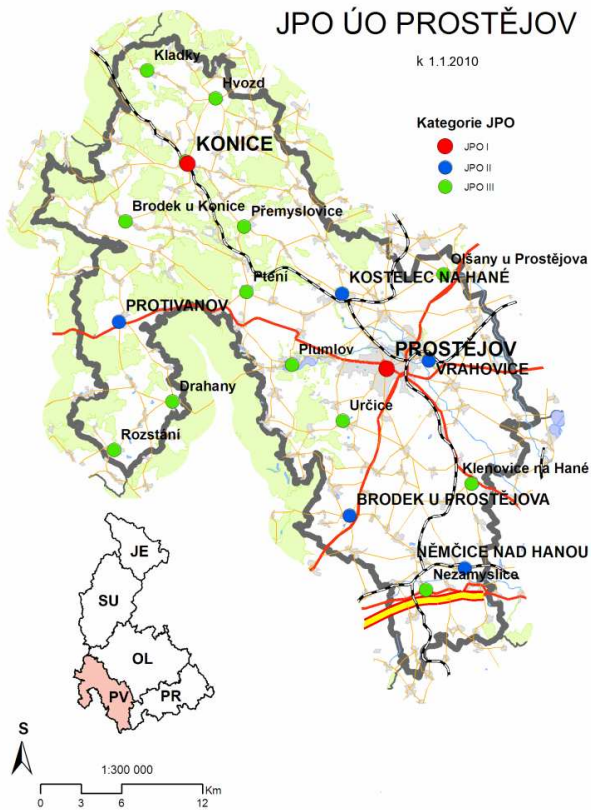 JPO ÚO PROSTĚJOV
k 1.1.2010
Kategorie JPO
JPO I
JPO II
JPO III
Kladky
Hvozd
KONICE
Brodek u Konice
Přemyslovice
Olšany u Prostějova
Ptení
KOSTELEC NA HANÉ
PROTIVANOV
PROSTĚJOV
Plumlov
VRAHOVICE
Drahany
Určice
Rozstání
Klenovice na Hané
BRODEK U PROSTĚJOVA
NĚMČICE NAD HANOU
Nezamyslice
JE
SU
OL
PV
PR
S
1:300 000
Km
0 3 6 12